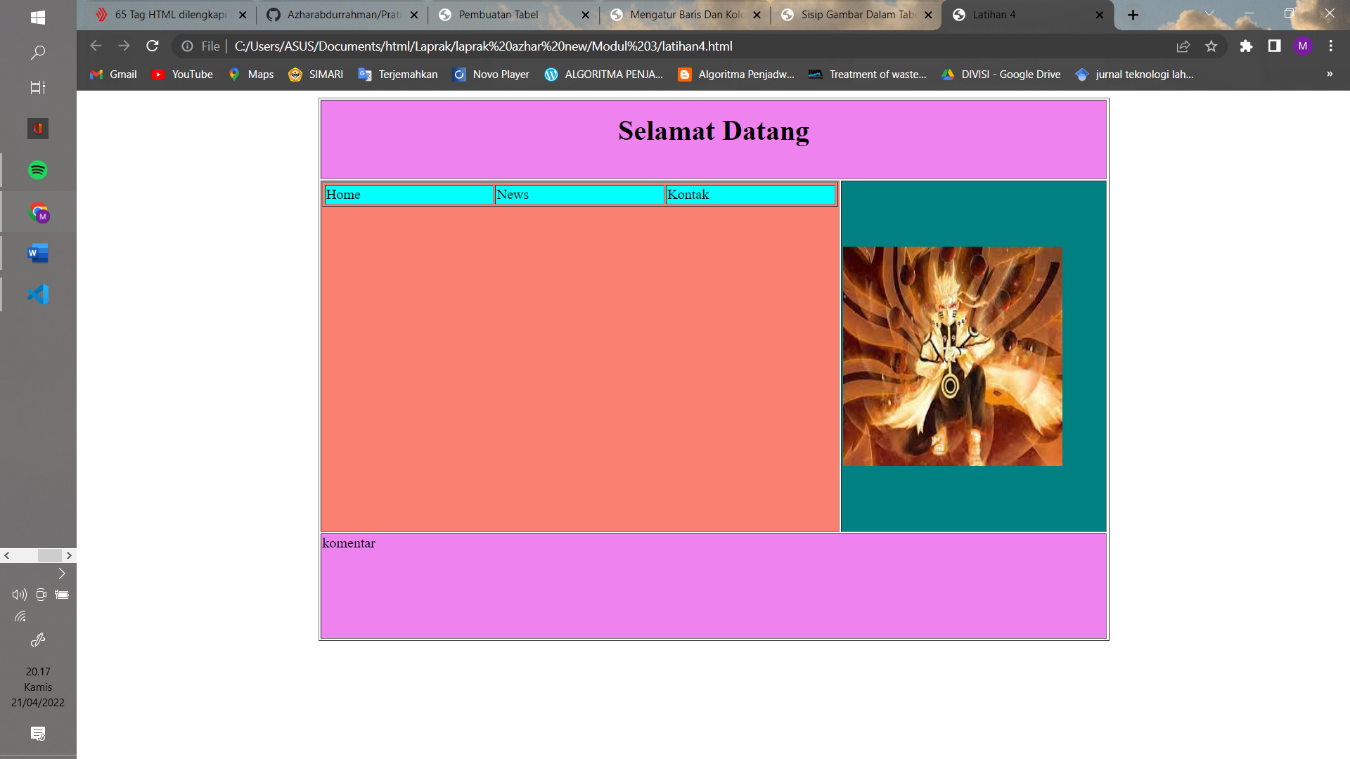 65 Tag HTML dilengkapi
Azharabdurrahman/Prat
Pembuatan Tabel
Mengatur Baris Dan Kol
Sisip Gambar Dalam Tab
Latihan 4
File
C:/Users/ASUS/Documents/html/Laprak/laprak%20azhar%20new/Modul%203/latihan4.html
M
Gmail
YouTube
Maps
SIMARI
Terjemahkan
Novo Player
ALGORITMA PENJA...
Algoritma Penjadw...
Treatment of waste...
DIVISI - Google Drive
jurnal teknologi lah...
»
Selamat Datang
Home
News
Kontak
komentar
20.17
Kamis
21/04/2022